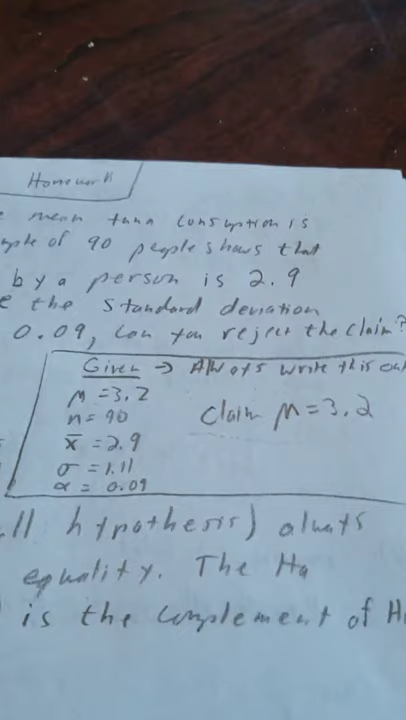 Homework
mean tuna consuption is
of 90 people shows that
by a person is 2.9
the standard deviation
0.09, can you reject the claim?
Given → Always write this out
μ = 3.2
n = 90
Claim μ = 3.2
x̄ = 2.9
σ = 1.11
α = 0.09
hypothesis) always
equality. The Ha
is the complement of H